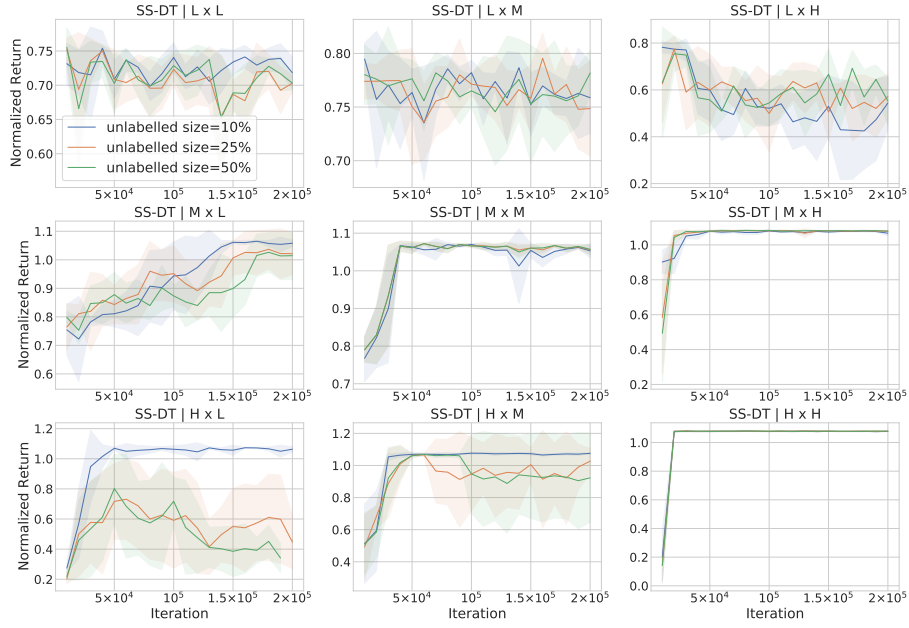 SS-DT | L x L
SS-DT | L x M
SS-DT | L x H
Normalized Return
0.75
0.70
0.65
0.60
unlabelled size=10%
unlabelled size=25%
unlabelled size=50%
5×10⁴ 10⁵ 1.5×10⁵ 2×10⁵
0.80
0.75
0.70
5×10⁴ 10⁵ 1.5×10⁵ 2×10⁵
0.8
0.6
0.4
0.2
5×10⁴ 10⁵ 1.5×10⁵ 2×10⁵
SS-DT | M x L
SS-DT | M x M
SS-DT | M x H
Normalized Return
1.1
1.0
0.9
0.8
0.7
0.6
5×10⁴ 10⁵ 1.5×10⁵ 2×10⁵
1.1
1.0
0.9
0.8
0.7
5×10⁴ 10⁵ 1.5×10⁵ 2×10⁵
1.0
0.8
0.6
0.4
0.2
5×10⁴ 10⁵ 1.5×10⁵ 2×10⁵
SS-DT | H x L
SS-DT | H x M
SS-DT | H x H
Normalized Return
1.2
1.0
0.8
0.6
0.4
0.2
5×10⁴ 10⁵ 1.5×10⁵ 2×10⁵
Iteration
1.2
1.0
0.8
0.6
0.4
5×10⁴ 10⁵ 1.5×10⁵ 2×10⁵
Iteration
1.0
0.8
0.6
0.4
0.2
0.0
5×10⁴ 10⁵ 1.5×10⁵ 2×10⁵
Iteration